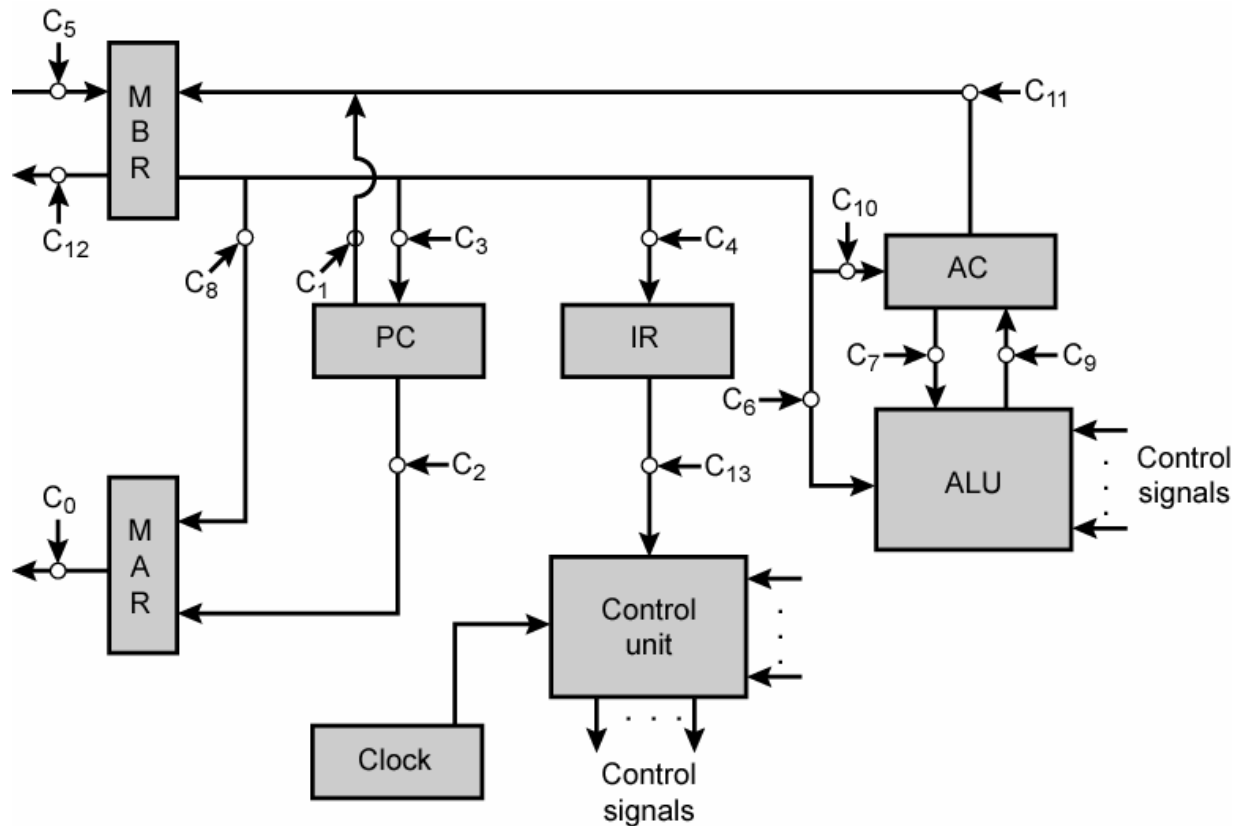 C5
M
B
R
C11
C12
C8
C1
C3
C4
C10
AC
PC
IR
C7
C9
C6
C2
C13
ALU
Control
signals
C0
M
A
R
Control
unit
Clock
Control
signals